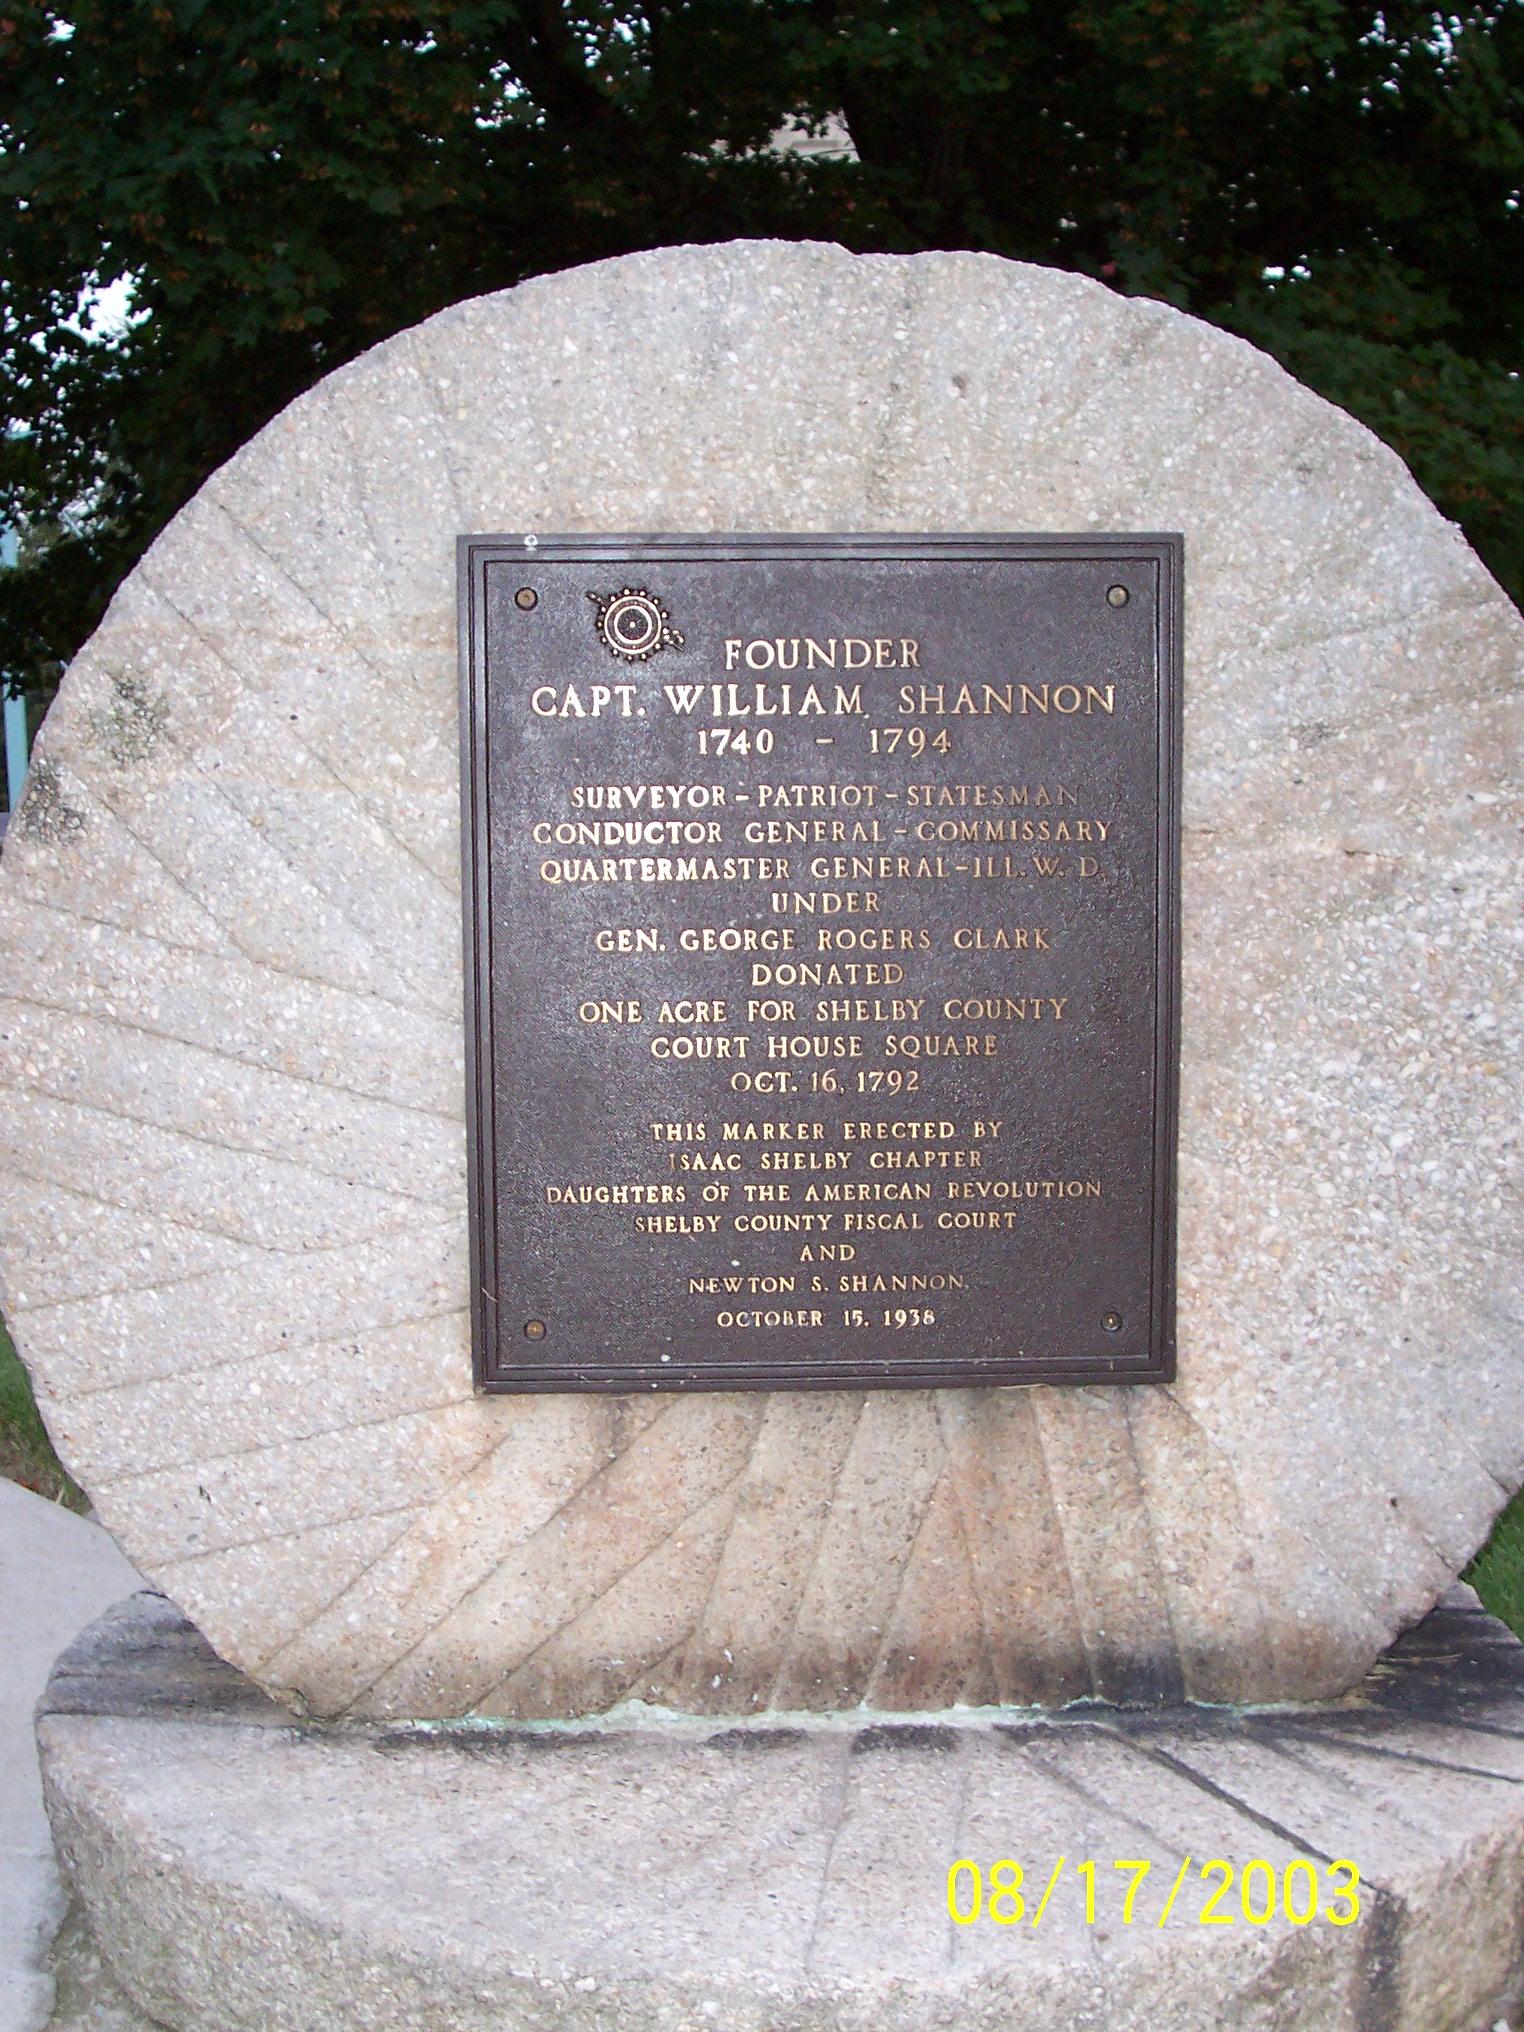 FOUNDER
CAPT. WILLIAM SHANNON
1740 - 1794
SURVEYOR - PATRIOT - STATESMAN
CONDUCTOR GENERAL - COMMISSARY
QUARTERMASTER GENERAL - ILL. W. D.
UNDER
GEN. GEORGE ROGERS CLARK
DONATED
ONE ACRE FOR SHELBY COUNTY
COURT HOUSE SQUARE
OCT. 16, 1792
THIS MARKER ERECTED BY
ISAAC SHELBY CHAPTER
DAUGHTERS OF THE AMERICAN REVOLUTION
SHELBY COUNTY FISCAL COURT
AND
NEWTON S. SHANNON
OCTOBER 15, 1938
08/17/2003